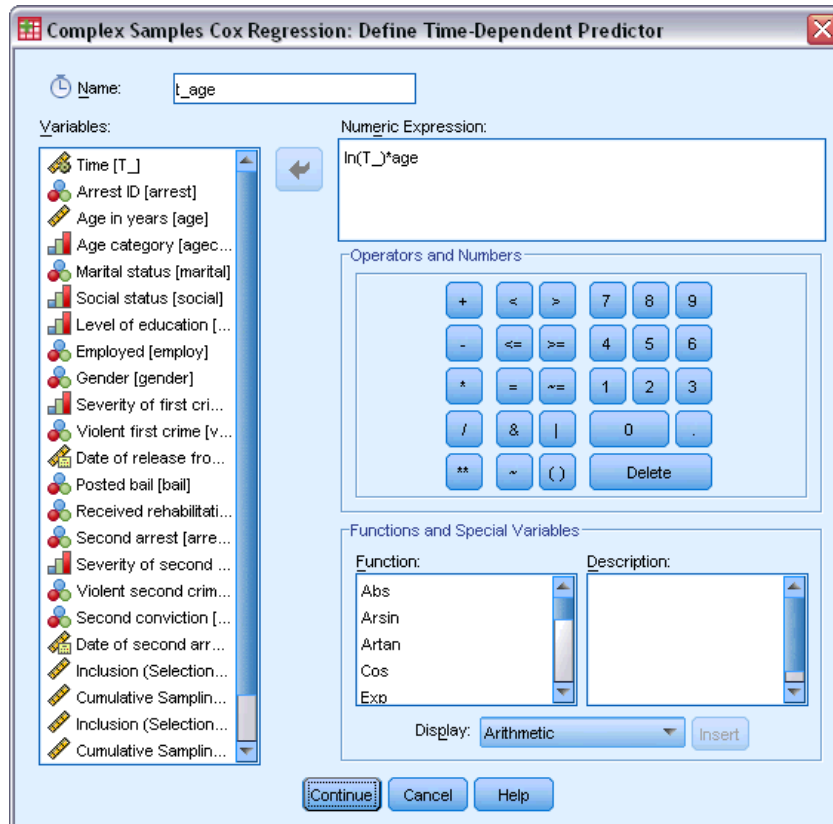 Complex Samples Cox Regression: Define Time-Dependent Predictor
Name: t_age
Variables:
Time [T_]
Arrest ID [arrest]
Age in years [age]
Age category [agec...
Marital status [marital]
Social status [social]
Level of education [...
Employed [employ]
Gender [gender]
Severity of first cri...
Violent first crime [v...
Date of release fro...
Posted bail [bail]
Received rehabilitati...
Second arrest [arre...
Severity of second ...
Violent second crim...
Second conviction [...
Date of second arr...
Inclusion (Selection...
Cumulative Samplin...
Inclusion (Selection...
Cumulative Samplin...
Numeric Expression:
ln(T_)*age
Operators and Numbers
+ < > 7 8 9
- <= >= 4 5 6
* = ~= 1 2 3
/ & | 0 .
** ~ ( ) Delete
Functions and Special Variables
Function: Description:
Abs
Arsin
Artan
Cos
Exp
Display: Arithmetic Insert
Continue Cancel Help